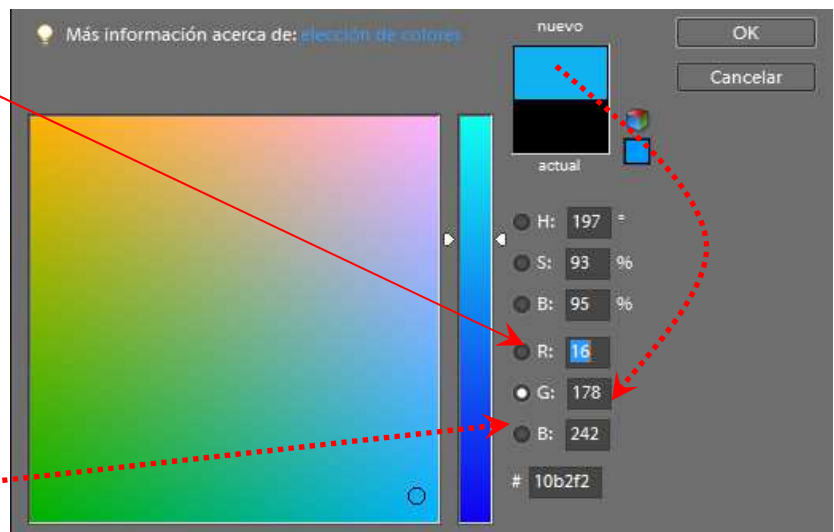 Más información acerca de: elección de colores
nuevo
OK
Cancelar
actual
H: 197 °
S: 93 %
B: 95 %
R: 16
G: 178
B: 242
# 10b2f2